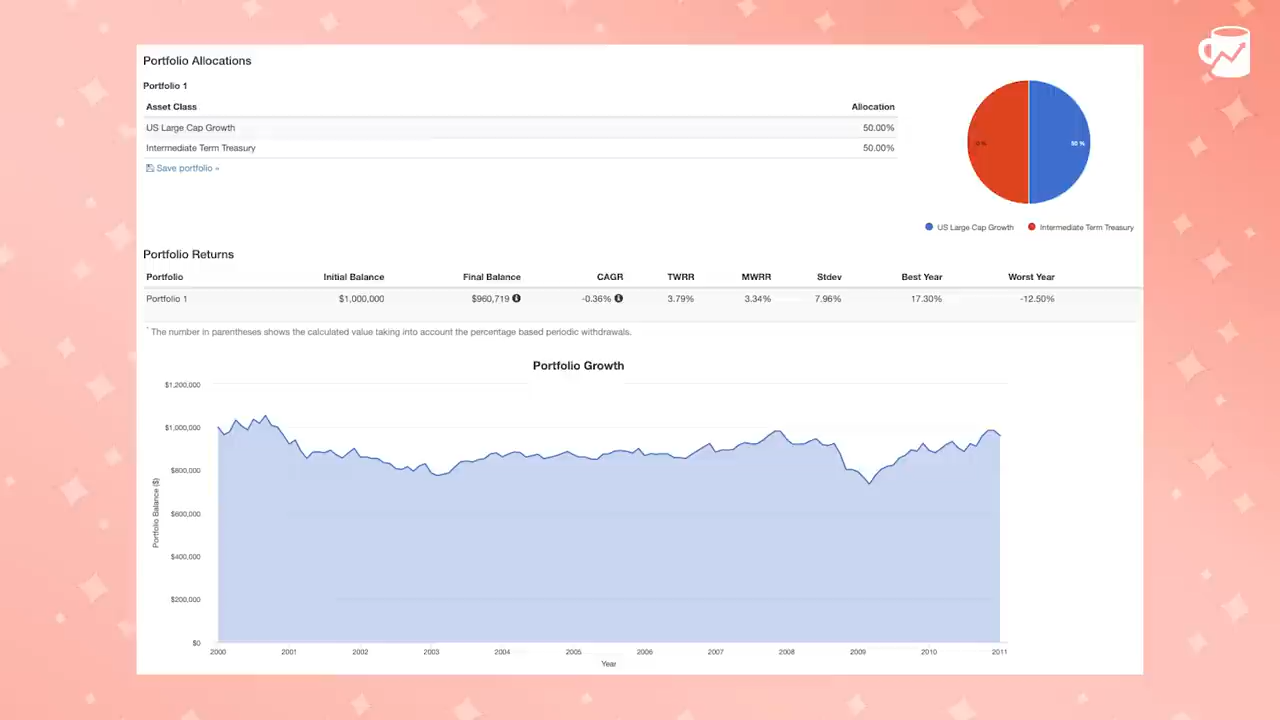 Portfolio Allocations
Portfolio 1
Asset Class Allocation
US Large Cap Growth 50.00%
Intermediate Term Treasury 50.00%
Save portfolio »
0 %
50 %
US Large Cap Growth Intermediate Term Treasury
Portfolio Returns
Portfolio Initial Balance Final Balance CAGR TWRR MWRR Stdev Best Year Worst Year
Portfolio 1 $1,000,000 $960,719 -0.36% 3.79% 3.34% 7.96% 17.30% -12.50%
* The number in parentheses shows the calculated value taking into account the percentage based periodic withdrawals.
Portfolio Growth
Portfolio Balance ($)
$1,200,000
$1,000,000
$800,000
$600,000
$400,000
$200,000
$0
2000 2001 2002 2003 2004 2005 2006 2007 2008 2009 2010 2011
Year